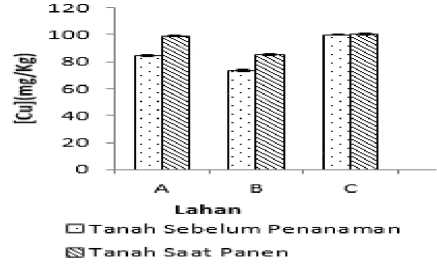 120
100
80
60
40
20
0
[Cu](mg/Kg)
A B C
Lahan
Tanah Sebelum Penanaman
Tanah Saat Panen